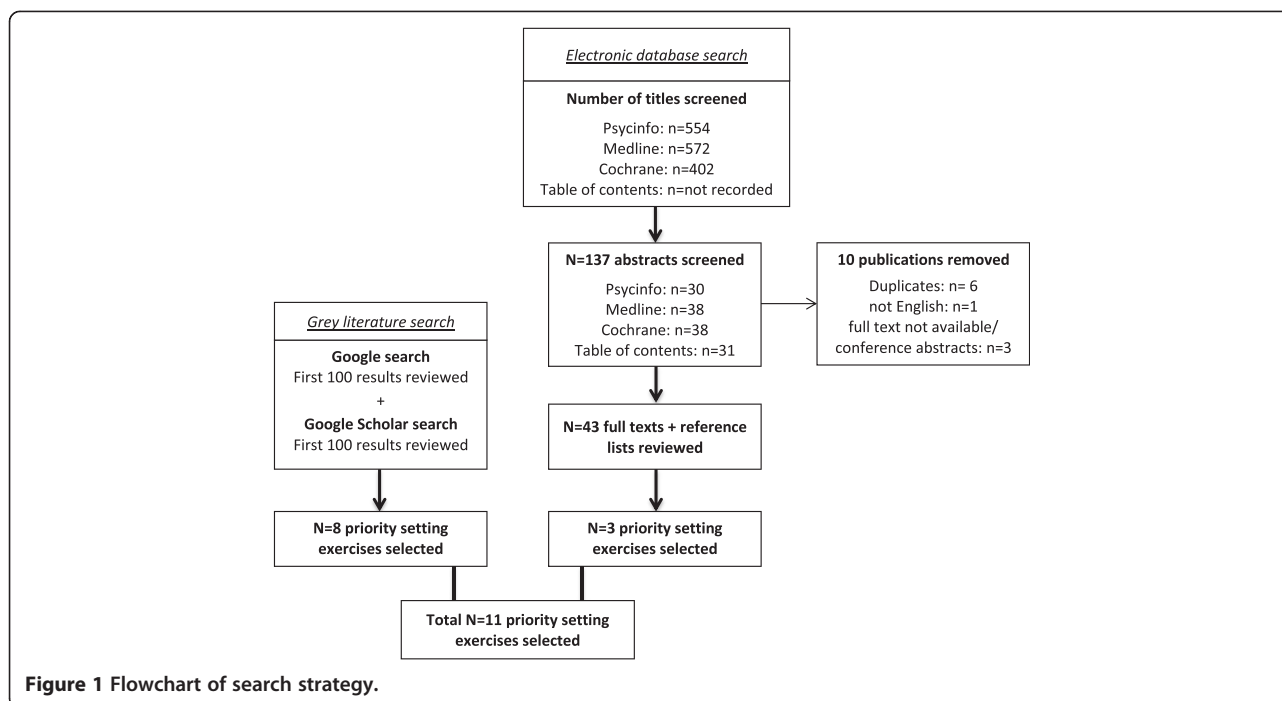 Electronic database search
Number of titles screened
Psycinfo: n=554
Medline: n=572
Cochrane: n=402
Table of contents: n=not recorded
N=137 abstracts screened
Psycinfo: n=30
Medline: n=38
Cochrane: n=38
Table of contents: n=31
10 publications removed
Duplicates: n= 6
not English: n=1
full text not available/
conference abstracts: n=3
Grey literature search
Google search
First 100 results reviewed
+
Google Scholar search
First 100 results reviewed
N=43 full texts + reference
lists reviewed
N=8 priority setting
exercises selected
N=3 priority setting
exercises selected
Total N=11 priority setting
exercises selected
Figure 1 Flowchart of search strategy.